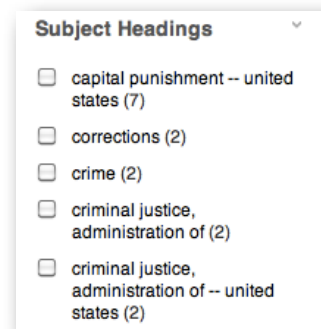 Subject Headings
capital punishment -- united
states (7)
corrections (2)
crime (2)
criminal justice,
administration of (2)
criminal justice,
administration of -- united
states (2)